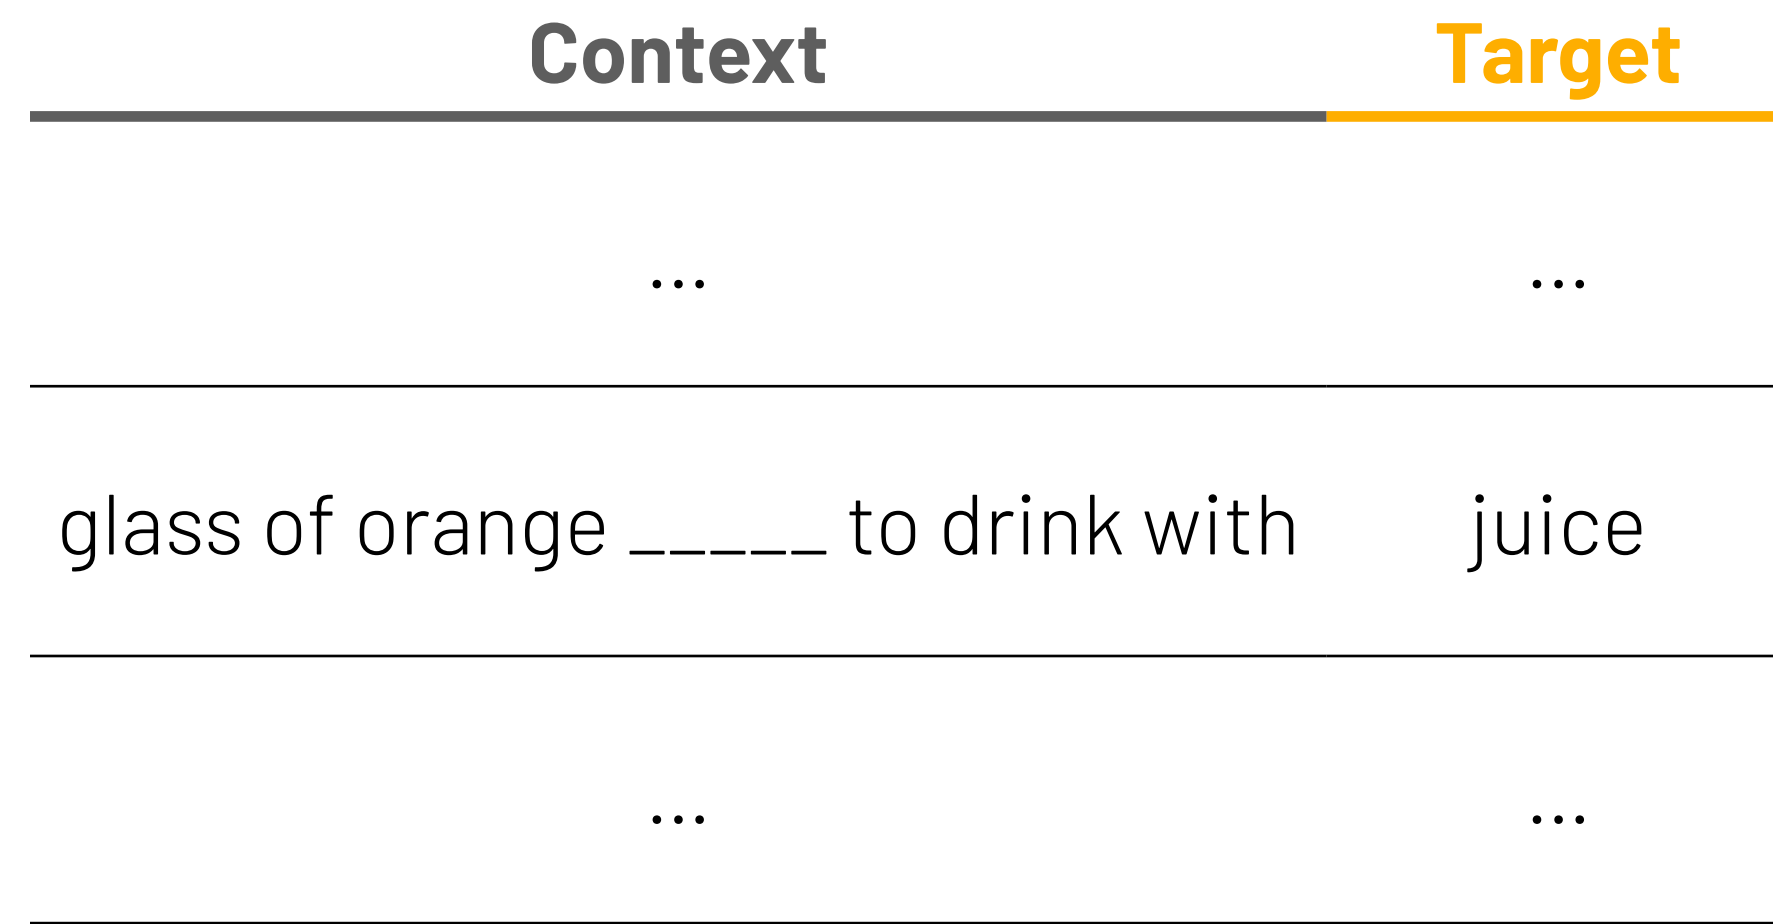 Context Target
... ...
glass of orange _____ to drink with juice
... ...